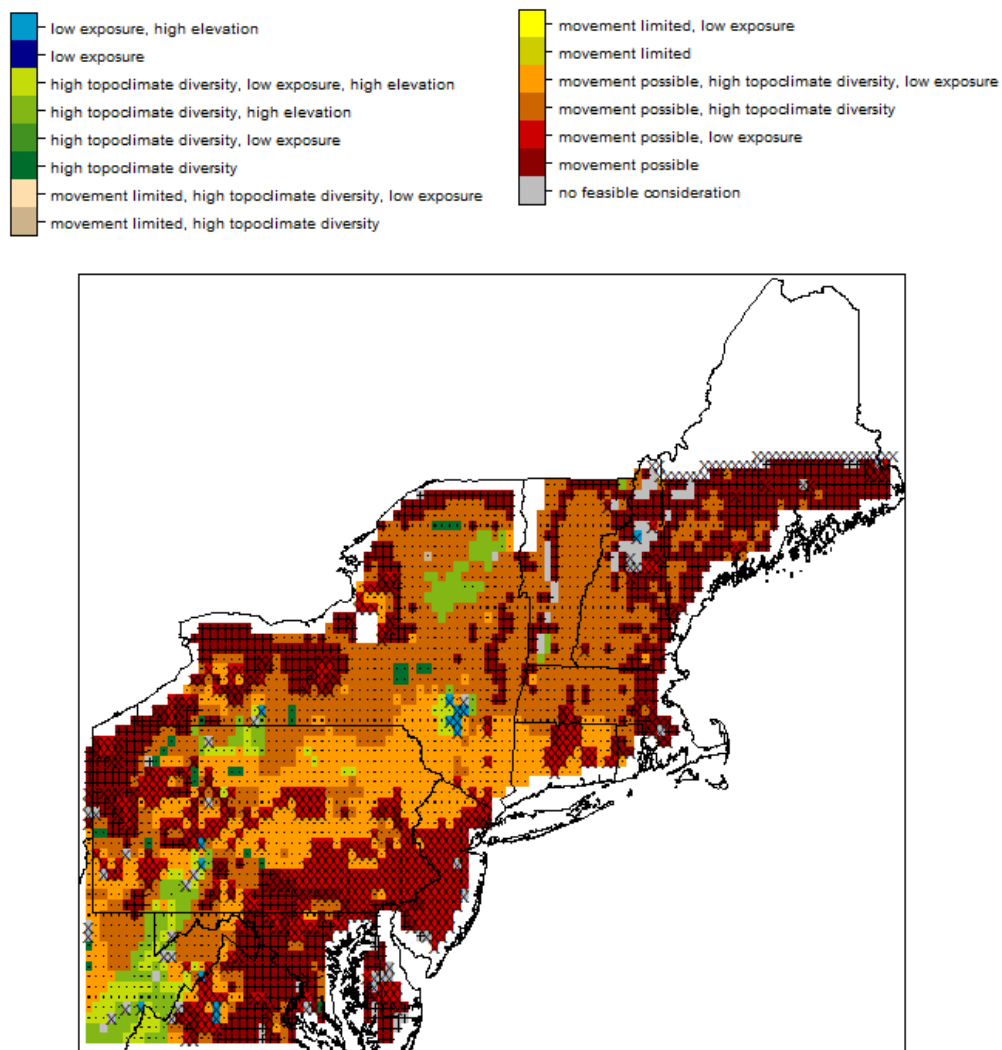 low exposure, high elevation
low exposure
high topoclimate diversity, low exposure, high elevation
high topoclimate diversity, high elevation
high topoclimate diversity, low exposure
high topoclimate diversity
movement limited, high topoclimate diversity, low exposure
movement limited, high topoclimate diversity
movement limited, low exposure
movement limited
movement possible, high topoclimate diversity, low exposure
movement possible, high topoclimate diversity
movement possible, low exposure
movement possible
no feasible consideration